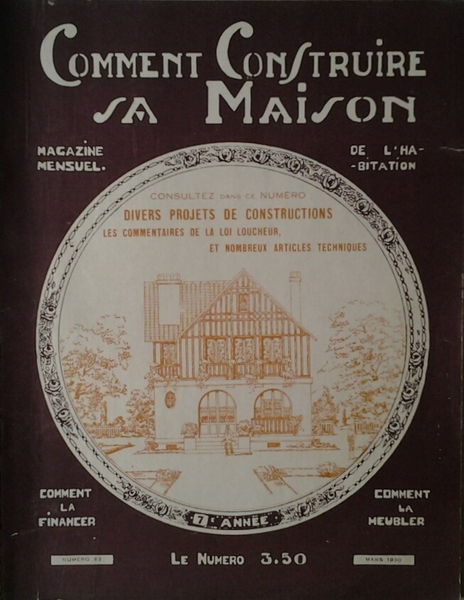 COMMENT CONSTRUIRE
SA MAISON
MAGAZINE
MENSUEL.
DE L'HA-
-BITATION
CONSULTEZ DANS CE NUMÉRO
DIVERS PROJETS DE CONSTRUCTIONS
LES COMMENTAIRES DE LA LOI LOUCHEUR,
ET NOMBREUX ARTICLES TECHNIQUES
7e ANNÉE
COMMENT
LA
FINANCER
COMMENT
LA
MEUBLER
NUMÉRO
LE NUMERO 3.50
MARS 1930